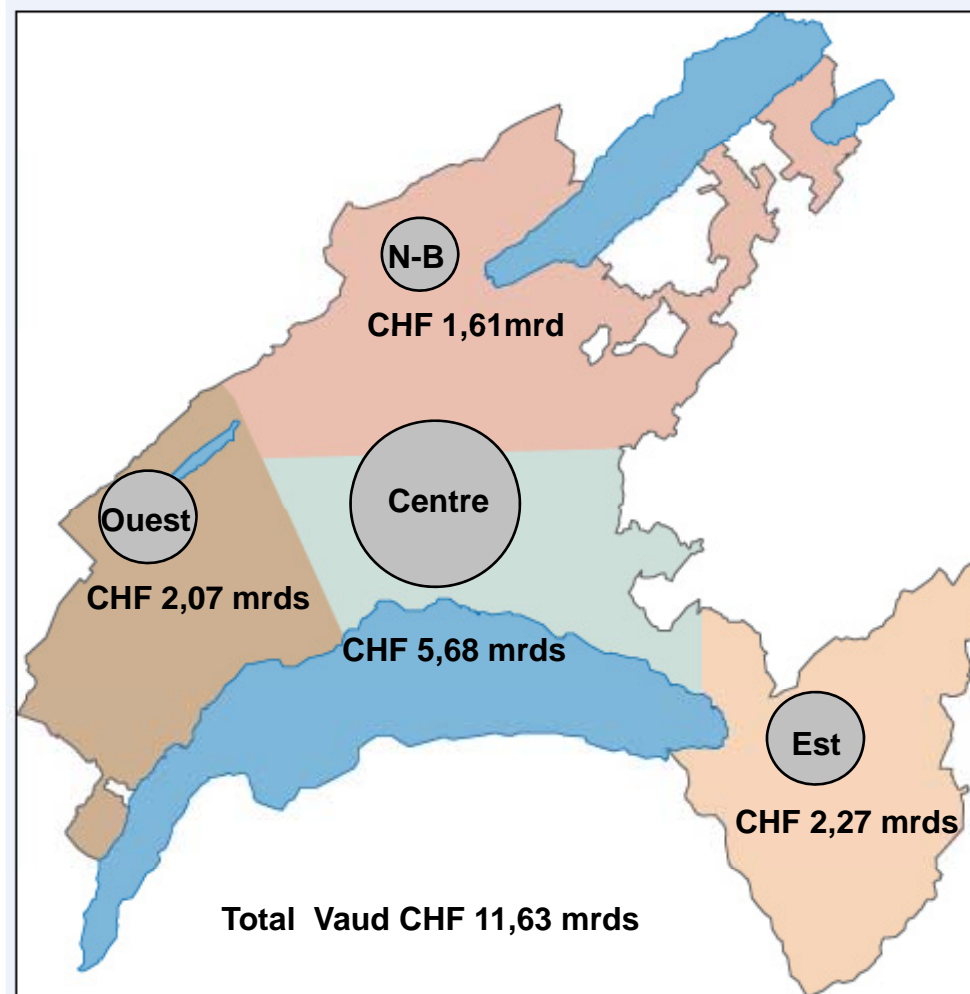 N-B
CHF 1,61mrd
Centre
Ouest
CHF 2,07 mrds
CHF 5,68 mrds
Est
CHF 2,27 mrds
Total Vaud CHF 11,63 mrds